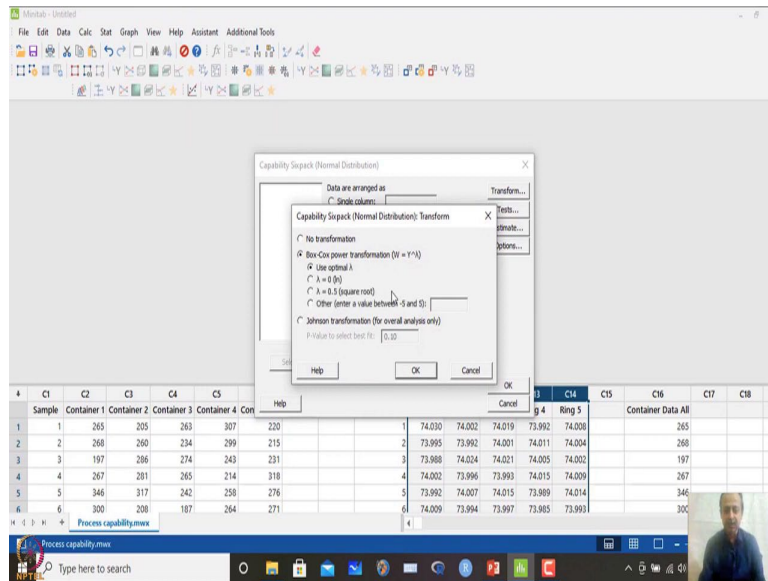 Minitab - Untitled
File Edit Data Calc Stat Graph View Help Assistant Additional Tools
Capability Sixpack (Normal Distribution)
Data are arranged as
Single column:
Transform...
Tests...
Options...
Capability Sixpack (Normal Distribution): Transform
No transformation
Box-Cox power transformation (W = Y^λ)
Use optimal λ
λ = 0 (ln)
λ = 0.5 (square root)
Other (enter a value between -5 and 5):
Johnson transformation (for overall analysis only)
P-Value to select best fit: 0.10
Help OK Cancel
OK
Help Cancel
C1 C2 C3 C4 C5 C14 C15 C16 C17 C18
Sample Container 1 Container 2 Container 3 Container 4 Con g 4 Ring 5 Container Data All
1 1 265 205 263 307 220 1 74.030 74.002 74.019 73.992 74.008 265
2 2 268 260 234 299 215 2 73.995 73.992 74.001 74.011 74.004 268
3 3 197 286 274 243 231 3 73.988 74.024 74.021 74.005 74.002 197
4 4 267 281 265 214 318 4 74.002 73.996 73.993 74.015 74.009 267
5 5 346 317 242 258 276 5 73.992 74.007 74.015 73.989 74.014 346
6 6 300 208 187 264 271 6 74.009 73.994 73.997 73.985 73.993 300
Process capability.mwx
Process capability.mwx
Type here to search
NPTEL